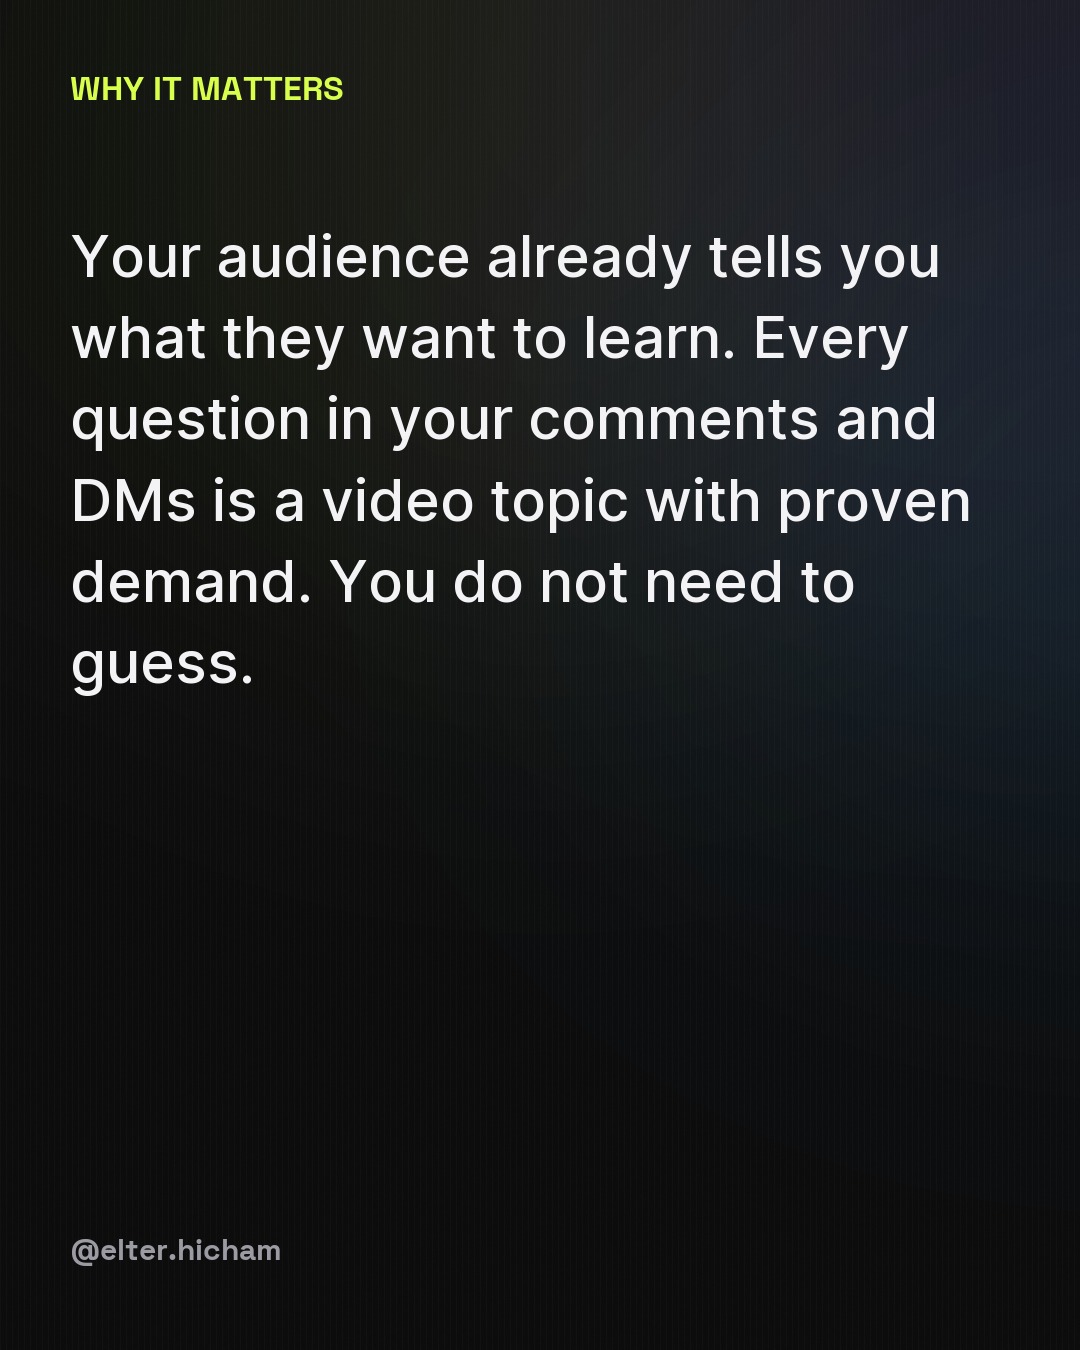 WHY IT MATTERS
Your audience already tells you
what they want to learn. Every
question in your comments and
DMs is a video topic with proven
demand. You do not need to
guess.
@elter.hicham